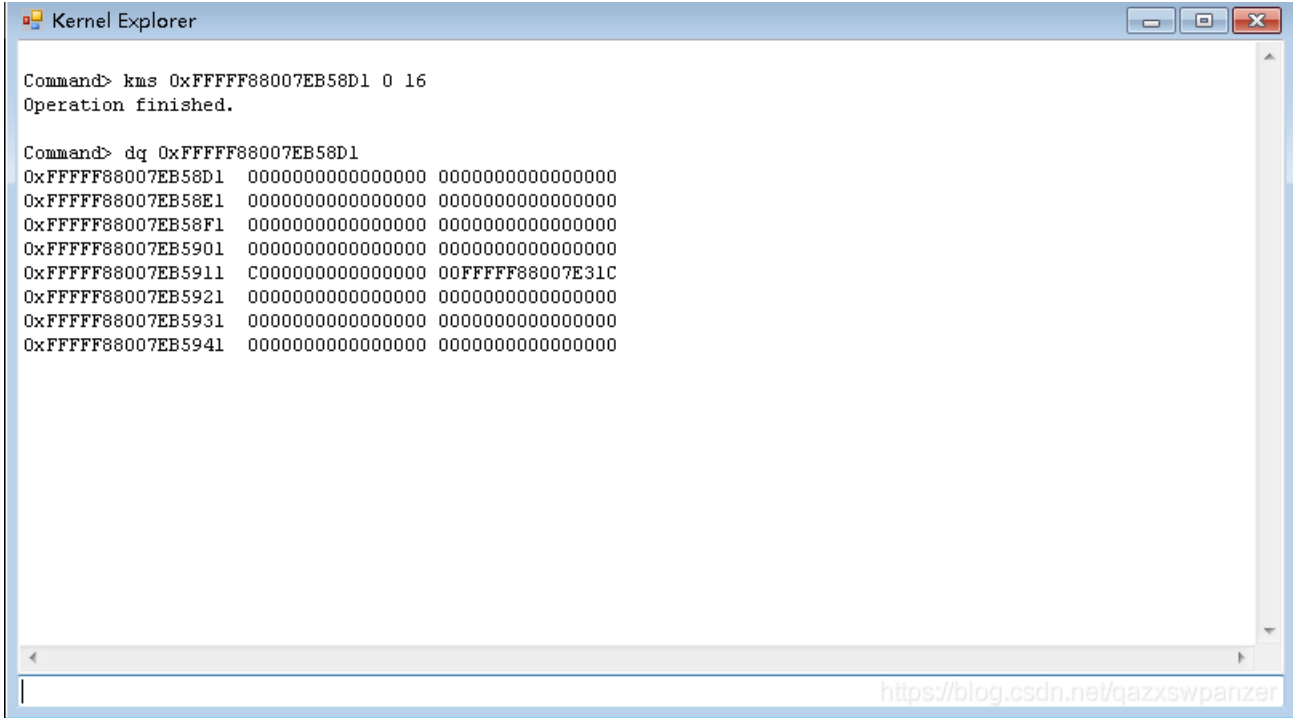 Kernel Explorer
Command> kms 0xFFFFF88007EB58D1 0 16
Operation finished.
Command> dq 0xFFFFF88007EB58D1
0xFFFFF88007EB58D1 0000000000000000 0000000000000000
0xFFFFF88007EB58E1 0000000000000000 0000000000000000
0xFFFFF88007EB58F1 0000000000000000 0000000000000000
0xFFFFF88007EB5901 0000000000000000 0000000000000000
0xFFFFF88007EB5911 C000000000000000 00FFFFF88007E31C
0xFFFFF88007EB5921 0000000000000000 0000000000000000
0xFFFFF88007EB5931 0000000000000000 0000000000000000
0xFFFFF88007EB5941 0000000000000000 0000000000000000
https://blog.csdn.net/qazxswpanzer